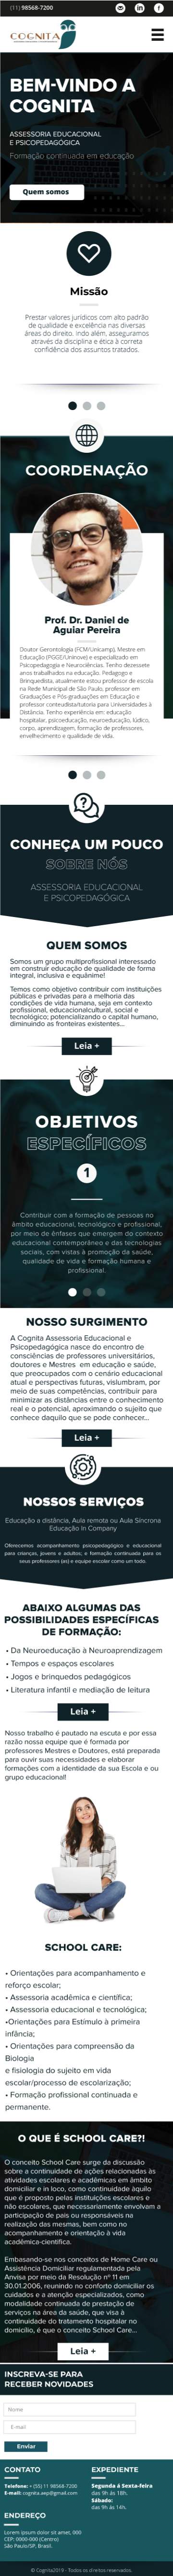 (11) 98568-7200
COGNITA
BEM-VINDO A
COGNITA
ASSESSORIA EDUCACIONAL
E PSICOPEDAGÓGICA
Formação continuada em educação
Quem somos
Missão
Prestar valores jurídicos com alto padrão
de qualidade e excelência nas diversas
áreas do direito. Indo além, asseguramos
através da disciplina e ética à correta
confidência dos assuntos tratados.
COORDENAÇÃO
Prof. Dr. Daniel de
Aguiar Pereira
Doutor Gerontologia (FCM/Unicamp), Mestre em
Educação (PIGGE/Uninove) e especializado em
Psicopedagogia e Neurociências. Tenho dezessete
anos trabalhados na educação. Pedagogo e
Brinquedista, atualmente estou professor de escola
na Rede Municipal de São Paulo, professor em
Graduações e Pós-graduações em Educação e
professor conteudista/tutoria para Universidades à
Distância. Tenho experiência em: educação
hospitalar, psicoeducação, neuroeducação, lúdico,
corpo, aprendizagem, formação de professores,
envelhecimento e qualidade de vida.
CONHEÇA UM POUCO
SOBRE NÓS
ASSESSORIA EDUCACIONAL
E PSICOPEDAGÓGICA
QUEM SOMOS
Somos um grupo multiprofissional interessado
em construir educação de qualidade de forma
integral, inclusiva e equânime!
Temos como objetivo contribuir com instituições
públicas e privadas para a melhoria das
condições de vida humana, seja em contexto
profissional, educacional,cultural, social e
tecnológico; potencializando o capital humano,
diminuindo as fronteiras existentes...
Leia +
OBJETIVOS
ESPECÍFICOS
1
Contribuir com a formação de pessoas no
âmbito educacional, tecnológico e profissional,
por meio de ênfases que emergem do contexto
educacional contemporâneo e das tecnologias
sociais, com vistas à promoção da saúde,
qualidade de vida e formação humana e
profissional.
NOSSO SURGIMENTO
A Cognita Assessoria Educacional e
Psicopedagógica nasce do encontro de
consciências de professores universitários,
doutores e Mestres em educação e saúde,
que preocupados com o cenário educacional
atual e perspectivas futuras, vislumbram, por
meio de suas competências, contribuir para
minimizar as distâncias entre o conhecimento
real e o potencial, aproximando o sujeito que
conhece daquilo que se pode conhecer...
Leia +
NOSSOS SERVIÇOS
Educação a distância, Aula remota ou Aula Síncrona
Educação In Company
Oferecemos acompanhamento psicopedagógico e educacional
para crianças, jovens e adultos; e formação continuada para os
seus professores (as) e equipe escolar como um todo.
ABAIXO ALGUMAS DAS
POSSIBILIDADES ESPECÍFICAS
DE FORMAÇÃO:
• Da Neuroeducação à Neuroaprendizagem
• Tempos e espaços escolares
• Jogos e brinquedos pedagógicos
• Literatura infantil e mediação de leitura
Leia +
Nosso trabalho é pautado na escuta e por essa
razão nossa equipe que é formada por
professores Mestres e Doutores, está preparada
para ouvir suas necessidades e elaborar
formações com a identidade da sua Escola e ou
grupo educacional!
SCHOOL CARE:
• Orientações para acompanhamento e
reforço escolar;
• Assessoria acadêmica e científica;
• Assessoria educacional e tecnológica;
•Orientações para Estímulo à primeira
infância;
• Orientações para compreensão da
Biologia
e fisiologia do sujeito em vida
escolar/processo de escolarização;
• Formação profissional continuada e
permanente.
O QUE É SCHOOL CARE?!
O conceito School Care surge da discussão
sobre a continuidade de ações relacionadas às
atividades escolares e acadêmicas em âmbito
domiciliar e in loco, como continuidade àquilo
que é proposto pelas instituições escolares e
não escolares, que necessariamente envolvam a
participação de pais ou responsáveis na
realização das mesmas, bem como no
acompanhamento e orientação à vida
acadêmica-científica.
Embasando-se nos conceitos de Home Care ou
Assistência Domiciliar regulamentada pela
Anvisa por meio da Resolução nº 11 em
30.01.2006, reunindo no conforto domiciliar os
cuidados e a atenção especializados, como
modalidade continuada de prestação de
serviços na área da saúde, que visa à
continuidade do tratamento hospitalar no
domicílio, é que o conceito School Care...
Leia +
INSCREVA-SE PARA
RECEBER NOVIDADES
Nome
E-mail
Enviar
CONTATO
Telefone: + (55) 11 98568-7200
E-mail: cognita.aep@gmail.com
EXPEDIENTE
Segunda á Sexta-feira
das 9h às 18h.
Sábado:
das 9h às 14h.
ENDEREÇO
Lorem ipsum dolor sit amet, 000
CEP: 0000-000 (Centro)
São Paulo/SP, Brasil.
© Cognita2019 - Todos os direitos reservados.